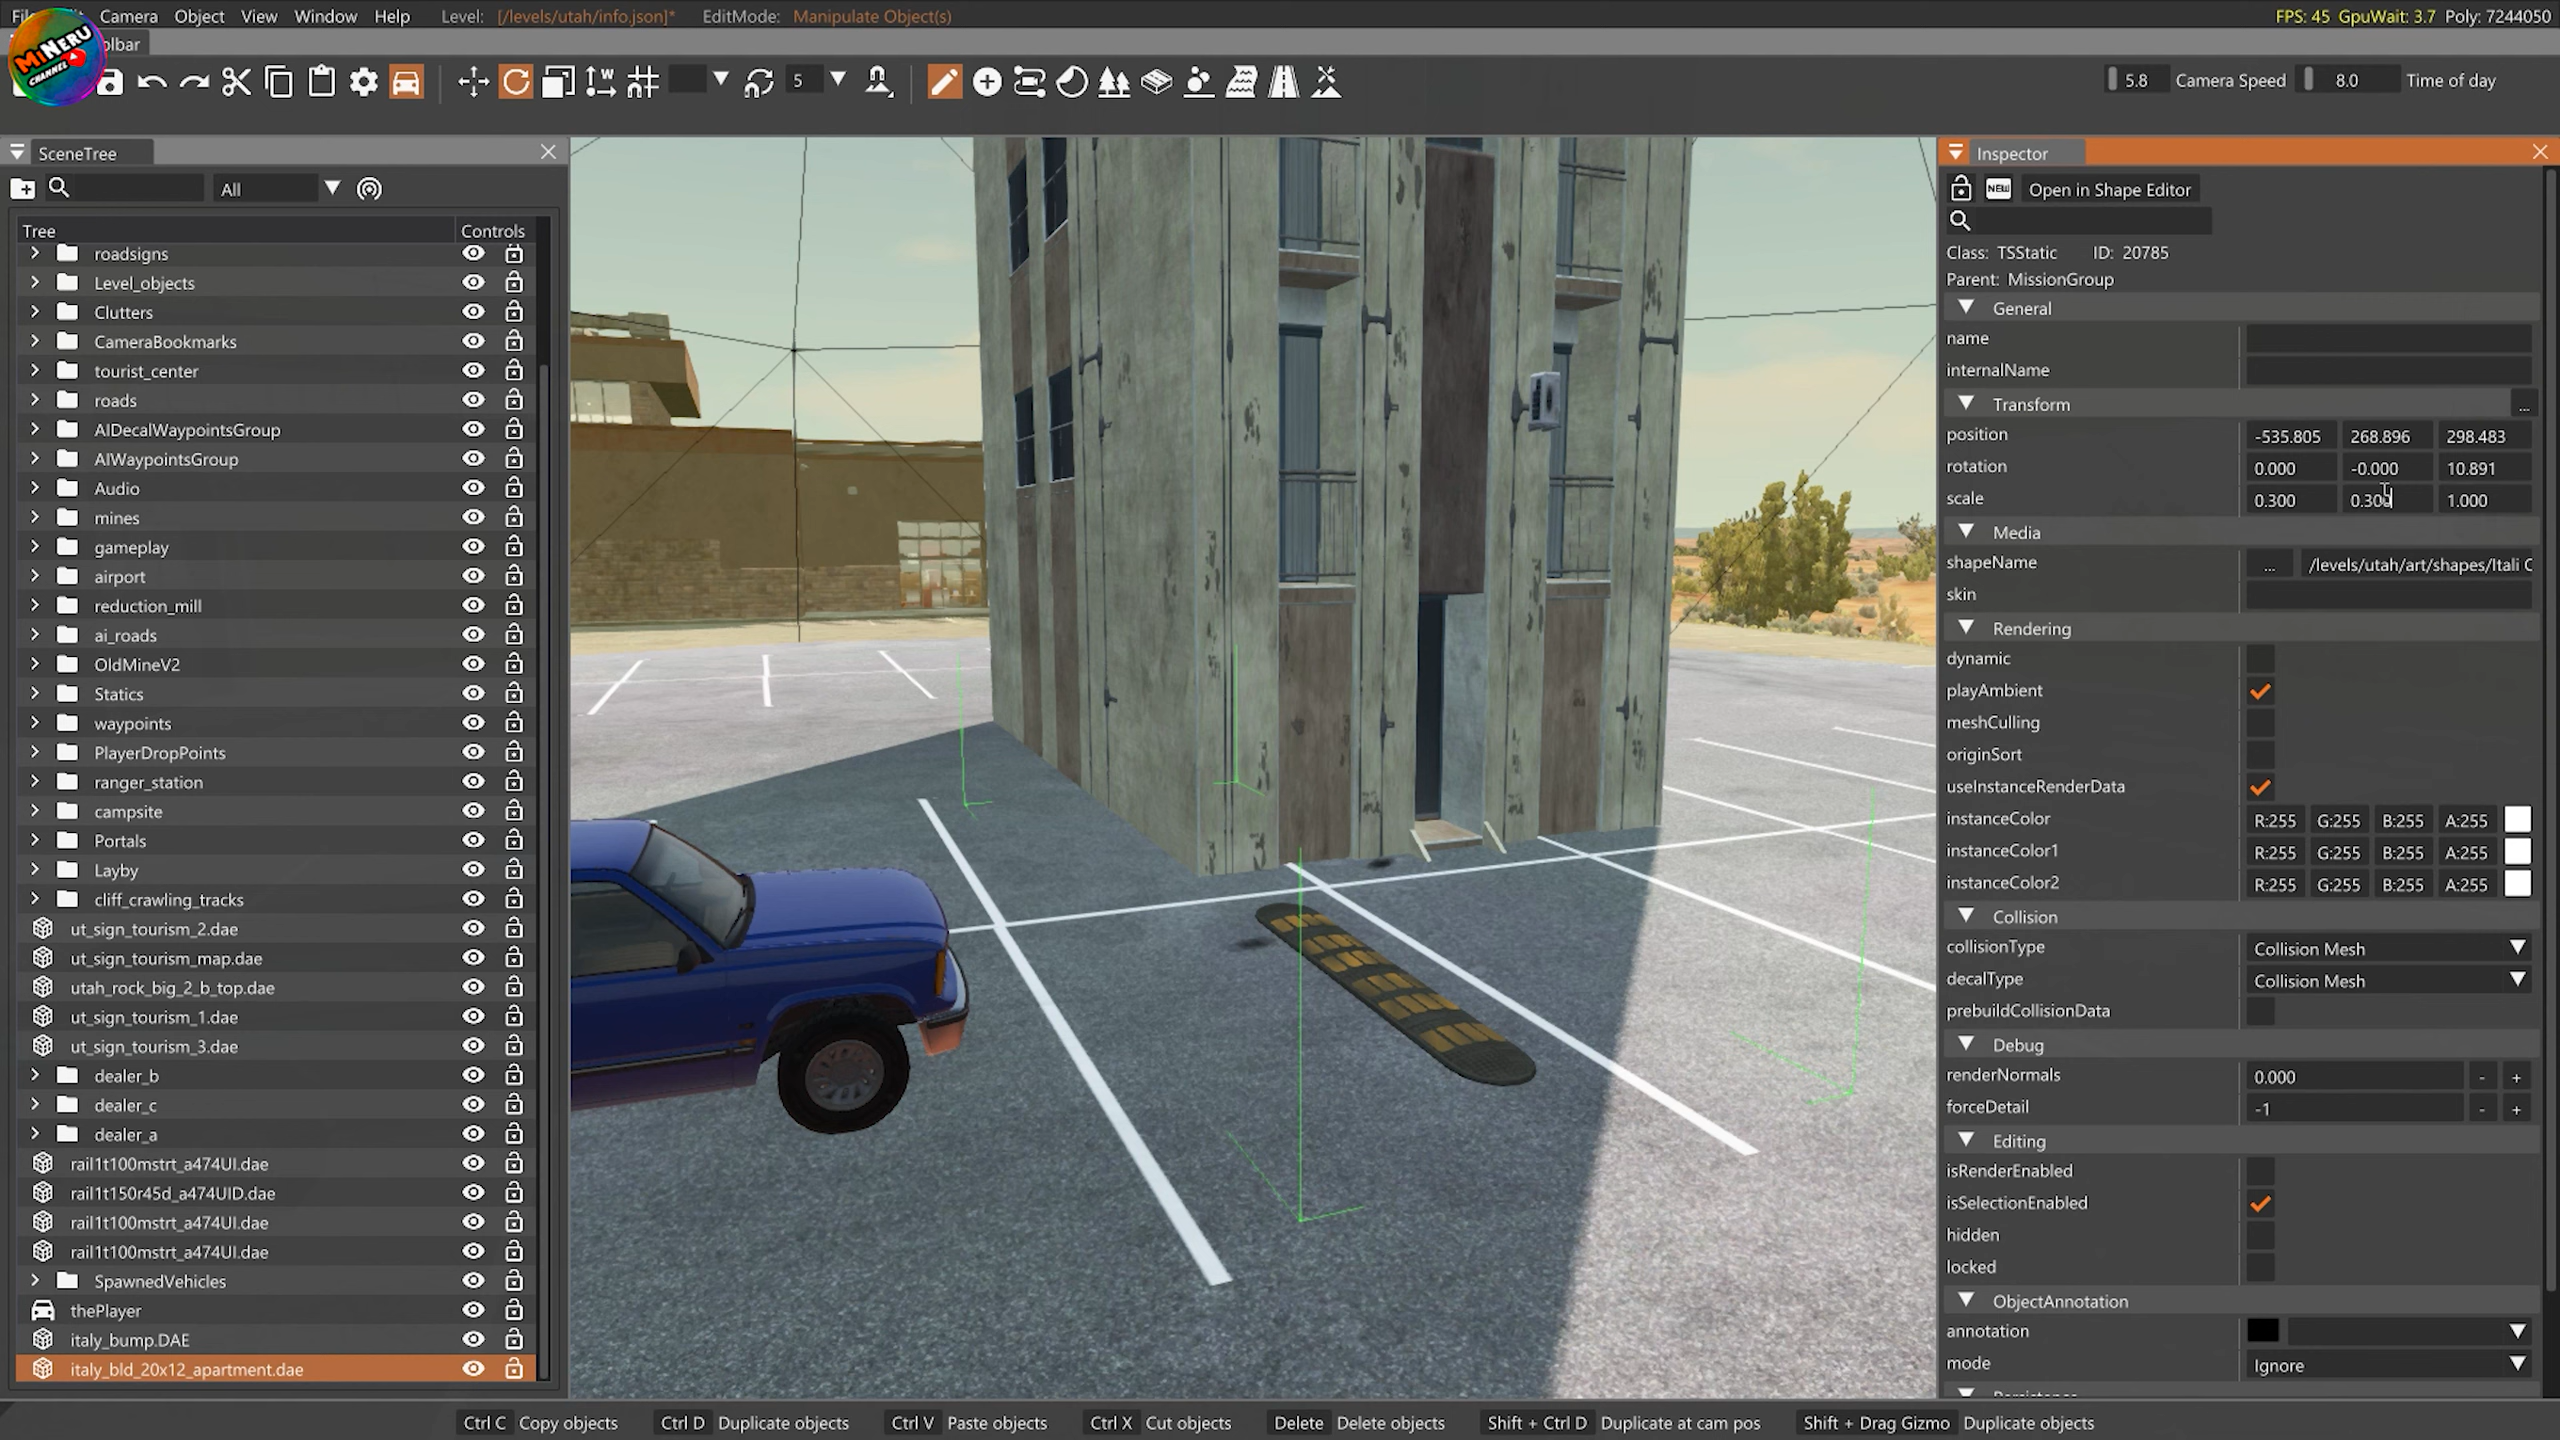 Camera Object View Window Help Level: [/levels/utah/info.json]* EditMode: Manipulate Object(s) FPS: 45 GpuWait: 3.7 Poly: 7244050
MiNeRU
CHANNEL
5 5.8 Camera Speed 8.0 Time of day
SceneTree
All
Tree Controls
roadsigns
Level_objects
Clutters
CameraBookmarks
tourist_center
roads
AIDecalWaypointsGroup
AIWaypointsGroup
Audio
mines
gameplay
airport
reduction_mill
ai_roads
OldMineV2
Statics
waypoints
PlayerDropPoints
ranger_station
campsite
Portals
Layby
cliff_crawling_tracks
ut_sign_tourism_2.dae
ut_sign_tourism_map.dae
utah_rock_big_2_b_top.dae
ut_sign_tourism_1.dae
ut_sign_tourism_3.dae
dealer_b
dealer_c
dealer_a
rail1t100mstrt_a474UI.dae
rail1t150r45d_a474UID.dae
rail1t100mstrt_a474UI.dae
rail1t100mstrt_a474UI.dae
SpawnedVehicles
thePlayer
italy_bump.DAE
italy_bld_20x12_apartment.dae
Inspector
NEW Open in Shape Editor
Class: TSStatic ID: 20785
Parent: MissionGroup
General
name
internalName
Transform ...
position -535.805 268.896 298.483
rotation 0.000 -0.000 10.891
scale 0.300 0.300 1.000
Media
shapeName ... /levels/utah/art/shapes/Itali
skin
Rendering
dynamic
playAmbient
meshCulling
originSort
useInstanceRenderData
instanceColor R:255 G:255 B:255 A:255
instanceColor1 R:255 G:255 B:255 A:255
instanceColor2 R:255 G:255 B:255 A:255
Collision
collisionType Collision Mesh
decalType Collision Mesh
prebuildCollisionData
Debug
renderNormals 0.000 - +
forceDetail -1 - +
Editing
isRenderEnabled
isSelectionEnabled
hidden
locked
ObjectAnnotation
annotation
mode Ignore
Ctrl C Copy objects Ctrl D Duplicate objects Ctrl V Paste objects Ctrl X Cut objects Delete Delete objects Shift + Ctrl D Duplicate at cam pos Shift + Drag Gizmo Duplicate objects